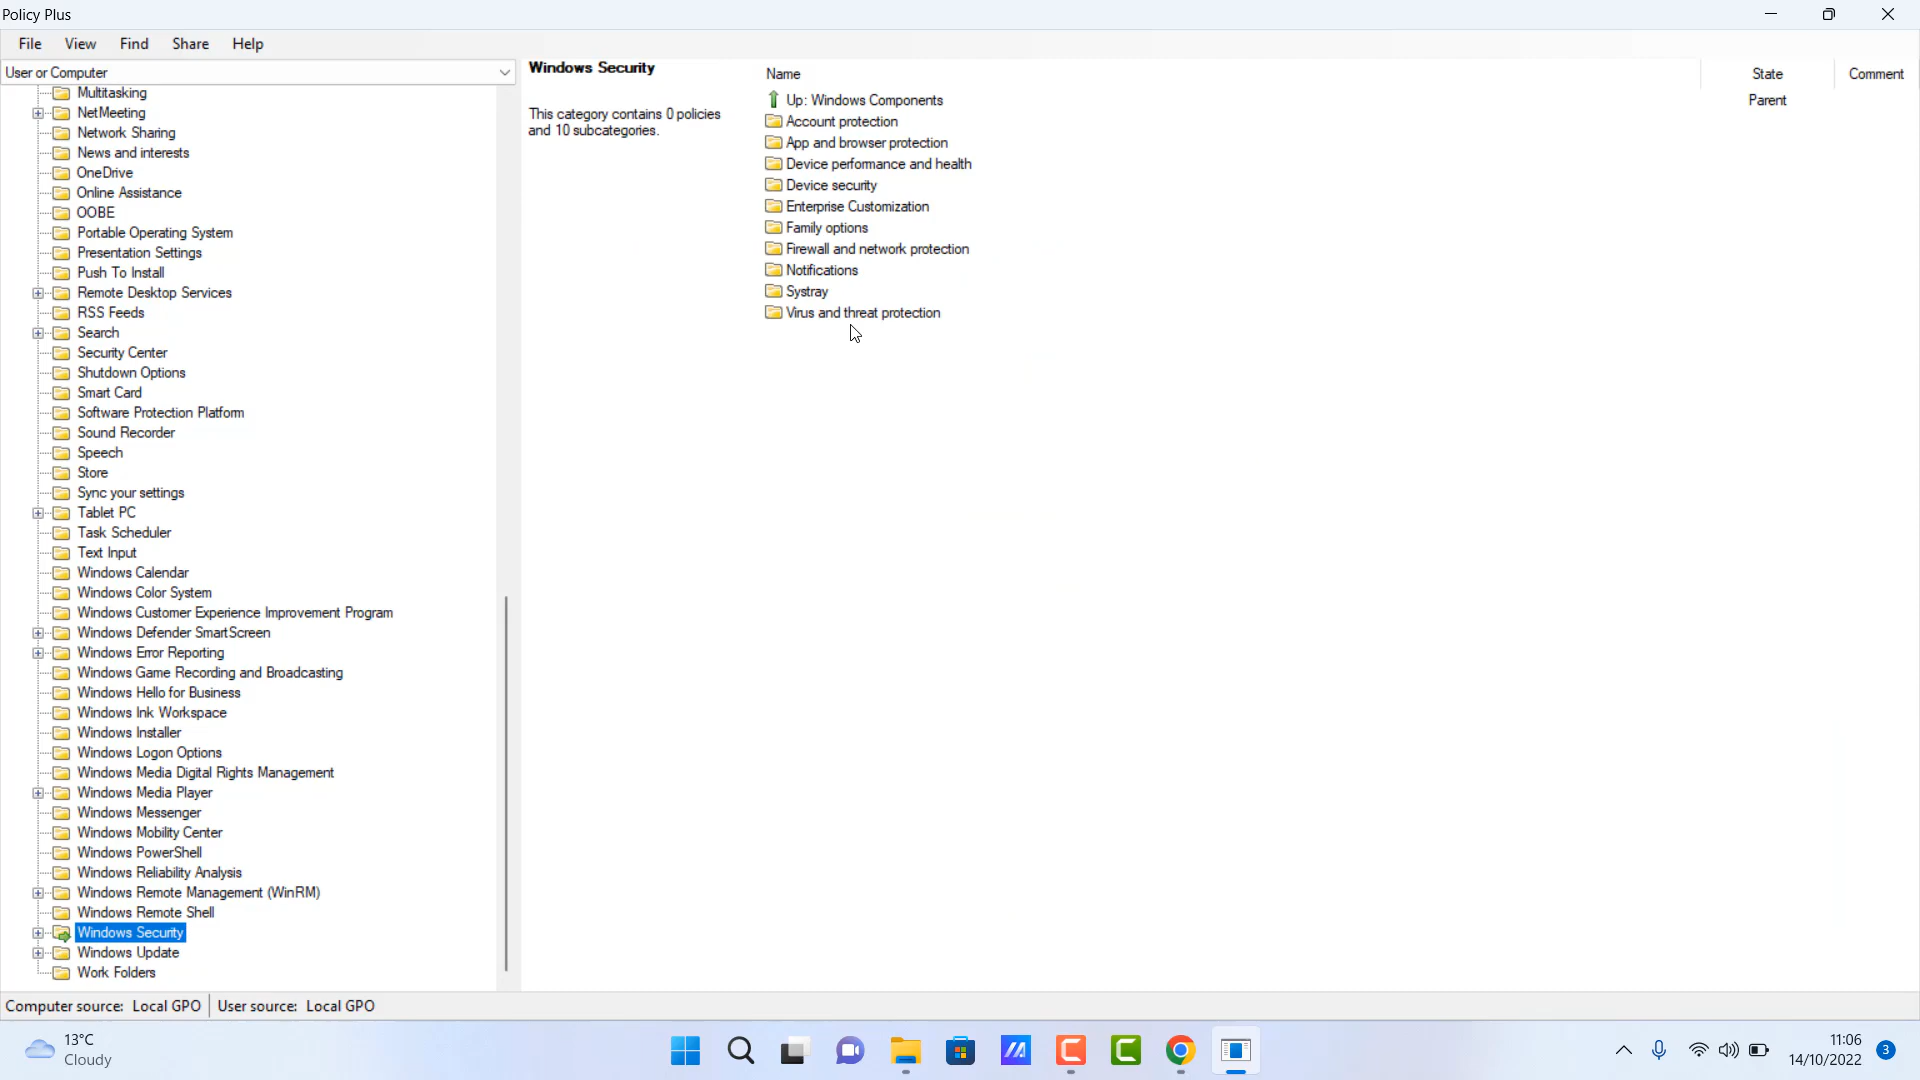 Policy Plus
File View Find Share Help
User or Computer
Multitasking
NetMeeting
Network Sharing
News and interests
OneDrive
Online Assistance
OOBE
Portable Operating System
Presentation Settings
Push To Install
Remote Desktop Services
RSS Feeds
Search
Security Center
Shutdown Options
Smart Card
Software Protection Platform
Sound Recorder
Speech
Store
Sync your settings
Tablet PC
Task Scheduler
Text Input
Windows Calendar
Windows Color System
Windows Customer Experience Improvement Program
Windows Defender SmartScreen
Windows Error Reporting
Windows Game Recording and Broadcasting
Windows Hello for Business
Windows Ink Workspace
Windows Installer
Windows Logon Options
Windows Media Digital Rights Management
Windows Media Player
Windows Messenger
Windows Mobility Center
Windows PowerShell
Windows Reliability Analysis
Windows Remote Management (WinRM)
Windows Remote Shell
Windows Security
Windows Update
Work Folders
Windows Security
This category contains 0 policies
and 10 subcategories.
Name State Comment
Up: Windows Components Parent
Account protection
App and browser protection
Device performance and health
Device security
Enterprise Customization
Family options
Firewall and network protection
Notifications
Systray
Virus and threat protection
Computer source: Local GPO User source: Local GPO
13°C
Cloudy
11:06
14/10/2022
3